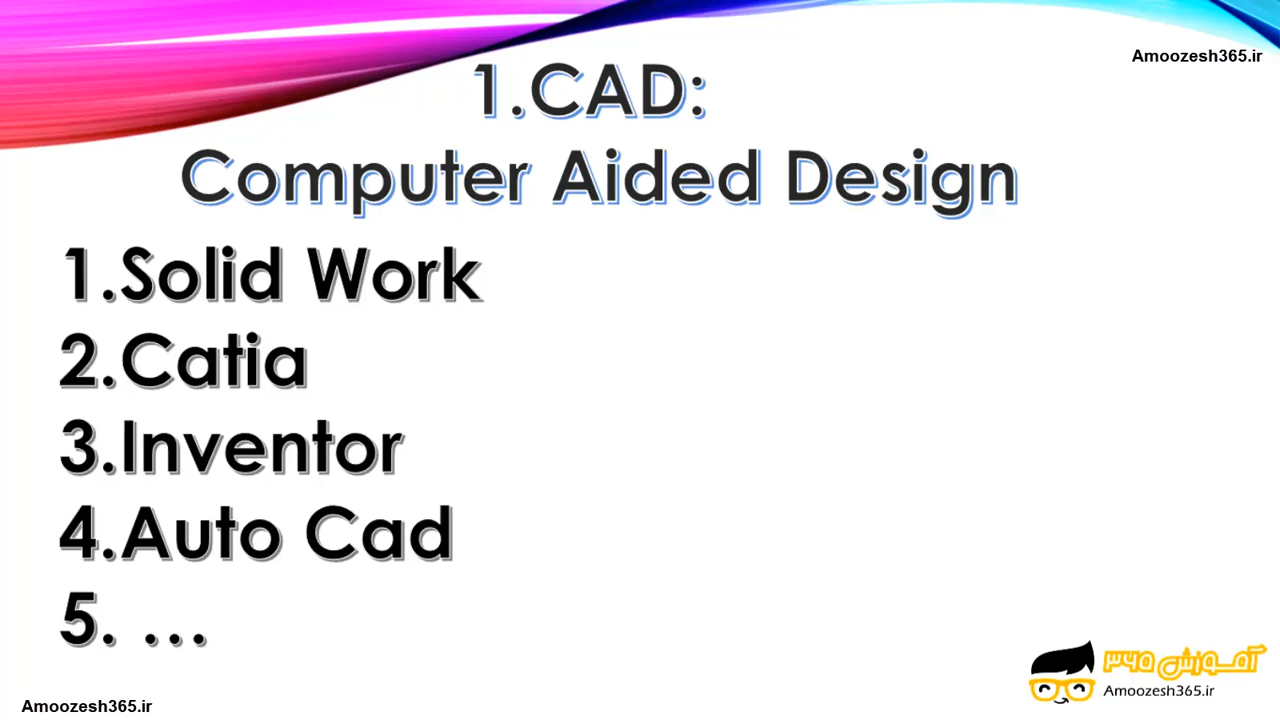 Amoozesh365.ir
1.CAD:
Computer Aided Design
1.Solid Work
2.Catia
3.Inventor
4.Auto Cad
5. ...
آموزش ۳۶۵
Amoozesh365.ir
Amoozesh365.ir